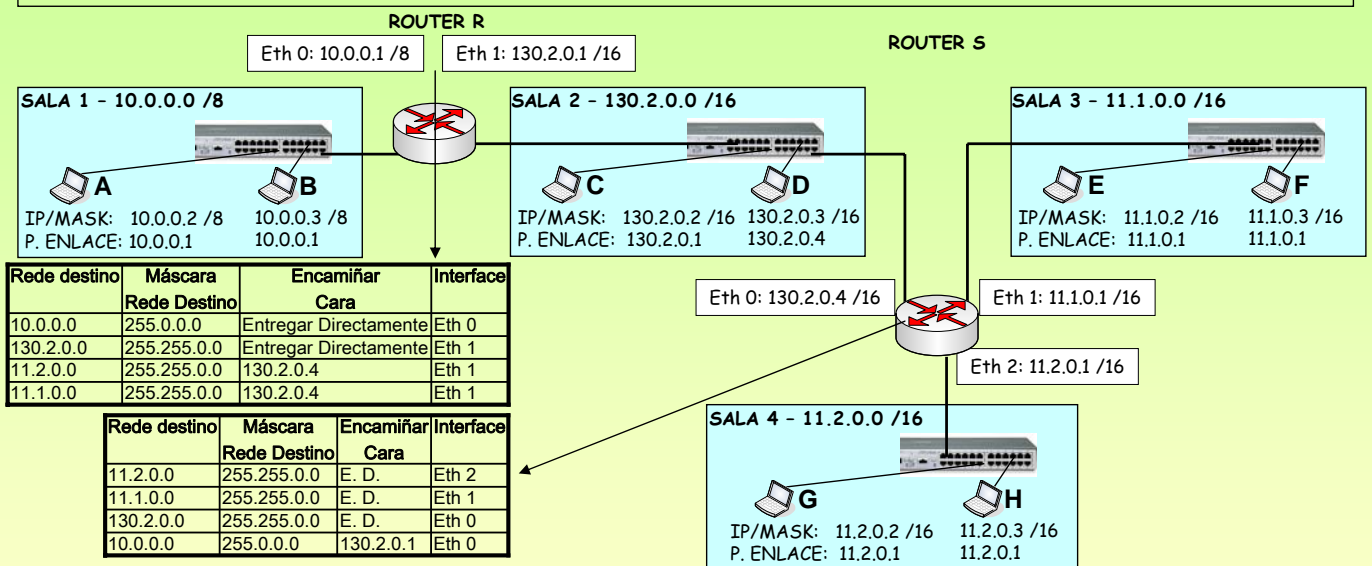 ROUTER R
ROUTER S
Eth 0: 10.0.0.1 /8
Eth 1: 130.2.0.1 /16
SALA 1 - 10.0.0.0 /8
A
B
IP/MASK: 10.0.0.2 /8 10.0.0.3 /8
P. ENLACE: 10.0.0.1 10.0.0.1
SALA 2 - 130.2.0.0 /16
C
D
IP/MASK: 130.2.0.2 /16 130.2.0.3 /16
P. ENLACE: 130.2.0.1 130.2.0.4
SALA 3 - 11.1.0.0 /16
E
F
IP/MASK: 11.1.0.2 /16 11.1.0.3 /16
P. ENLACE: 11.1.0.1 11.1.0.1
Rede destino Máscara Encamiñar Interface
Rede Destino Cara
10.0.0.0 255.0.0.0 Entregar Directamente Eth 0
130.2.0.0 255.255.0.0 Entregar Directamente Eth 1
11.2.0.0 255.255.0.0 130.2.0.4 Eth 1
11.1.0.0 255.255.0.0 130.2.0.4 Eth 1
Eth 0: 130.2.0.4 /16
Eth 1: 11.1.0.1 /16
Eth 2: 11.2.0.1 /16
Rede destino Máscara Encamiñar Interface
Rede Destino Cara
11.2.0.0 255.255.0.0 E. D. Eth 2
11.1.0.0 255.255.0.0 E. D. Eth 1
130.2.0.0 255.255.0.0 E. D. Eth 0
10.0.0.0 255.0.0.0 130.2.0.1 Eth 0
SALA 4 - 11.2.0.0 /16
G
H
IP/MASK: 11.2.0.2 /16 11.2.0.3 /16
P. ENLACE: 11.2.0.1 11.2.0.1